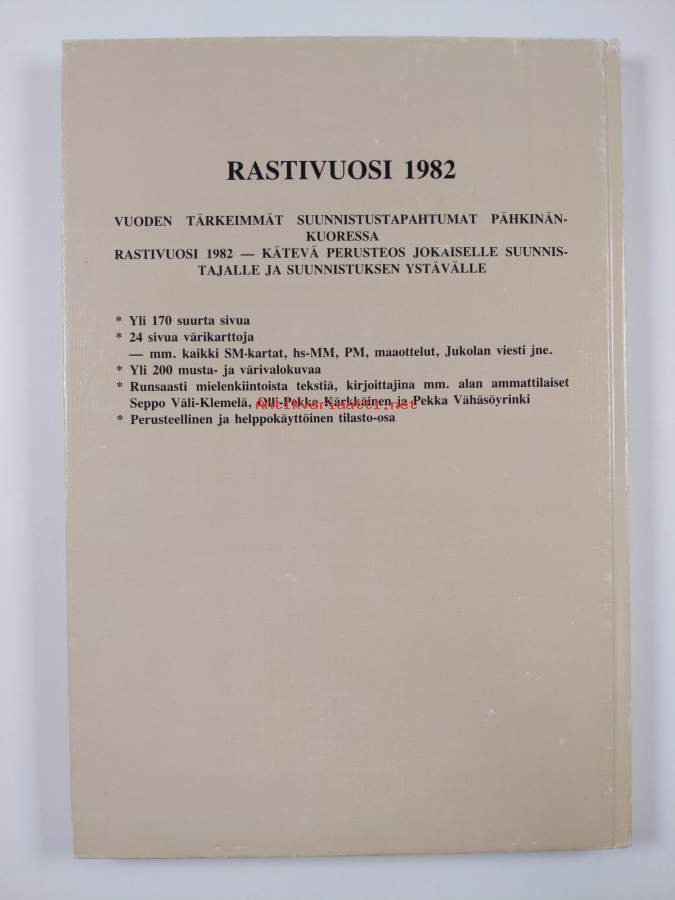 RASTIVUOSI 1982
VUODEN TÄRKEIMMÄT SUUNNISTUSTAPAHTUMAT PÄHKINÄN-
KUORESSA
RASTIVUOSI 1982 — KÄTEVÄ PERUSTEOS JOKAISELLE SUUNNIS-
TAJALLE JA SUUNNISTUKSEN YSTÄVÄLLE
* Yli 170 suurta sivua
* 24 sivua värikarttoja
— mm. kaikki SM-kartat, hs-MM, PM, maaottelut, Jukolan viesti jne.
* Yli 200 musta- ja värivalokuvaa
* Runsaasti mielenkiintoista tekstiä, kirjoittajina mm. alan ammattilaiset
Seppo Väli-Klemelä, Olli-Pekka Kärkkäinen ja Pekka Vähäsöyrinki
Antikvariaatti.net
* Perusteellinen ja helppokäyttöinen tilasto-osa